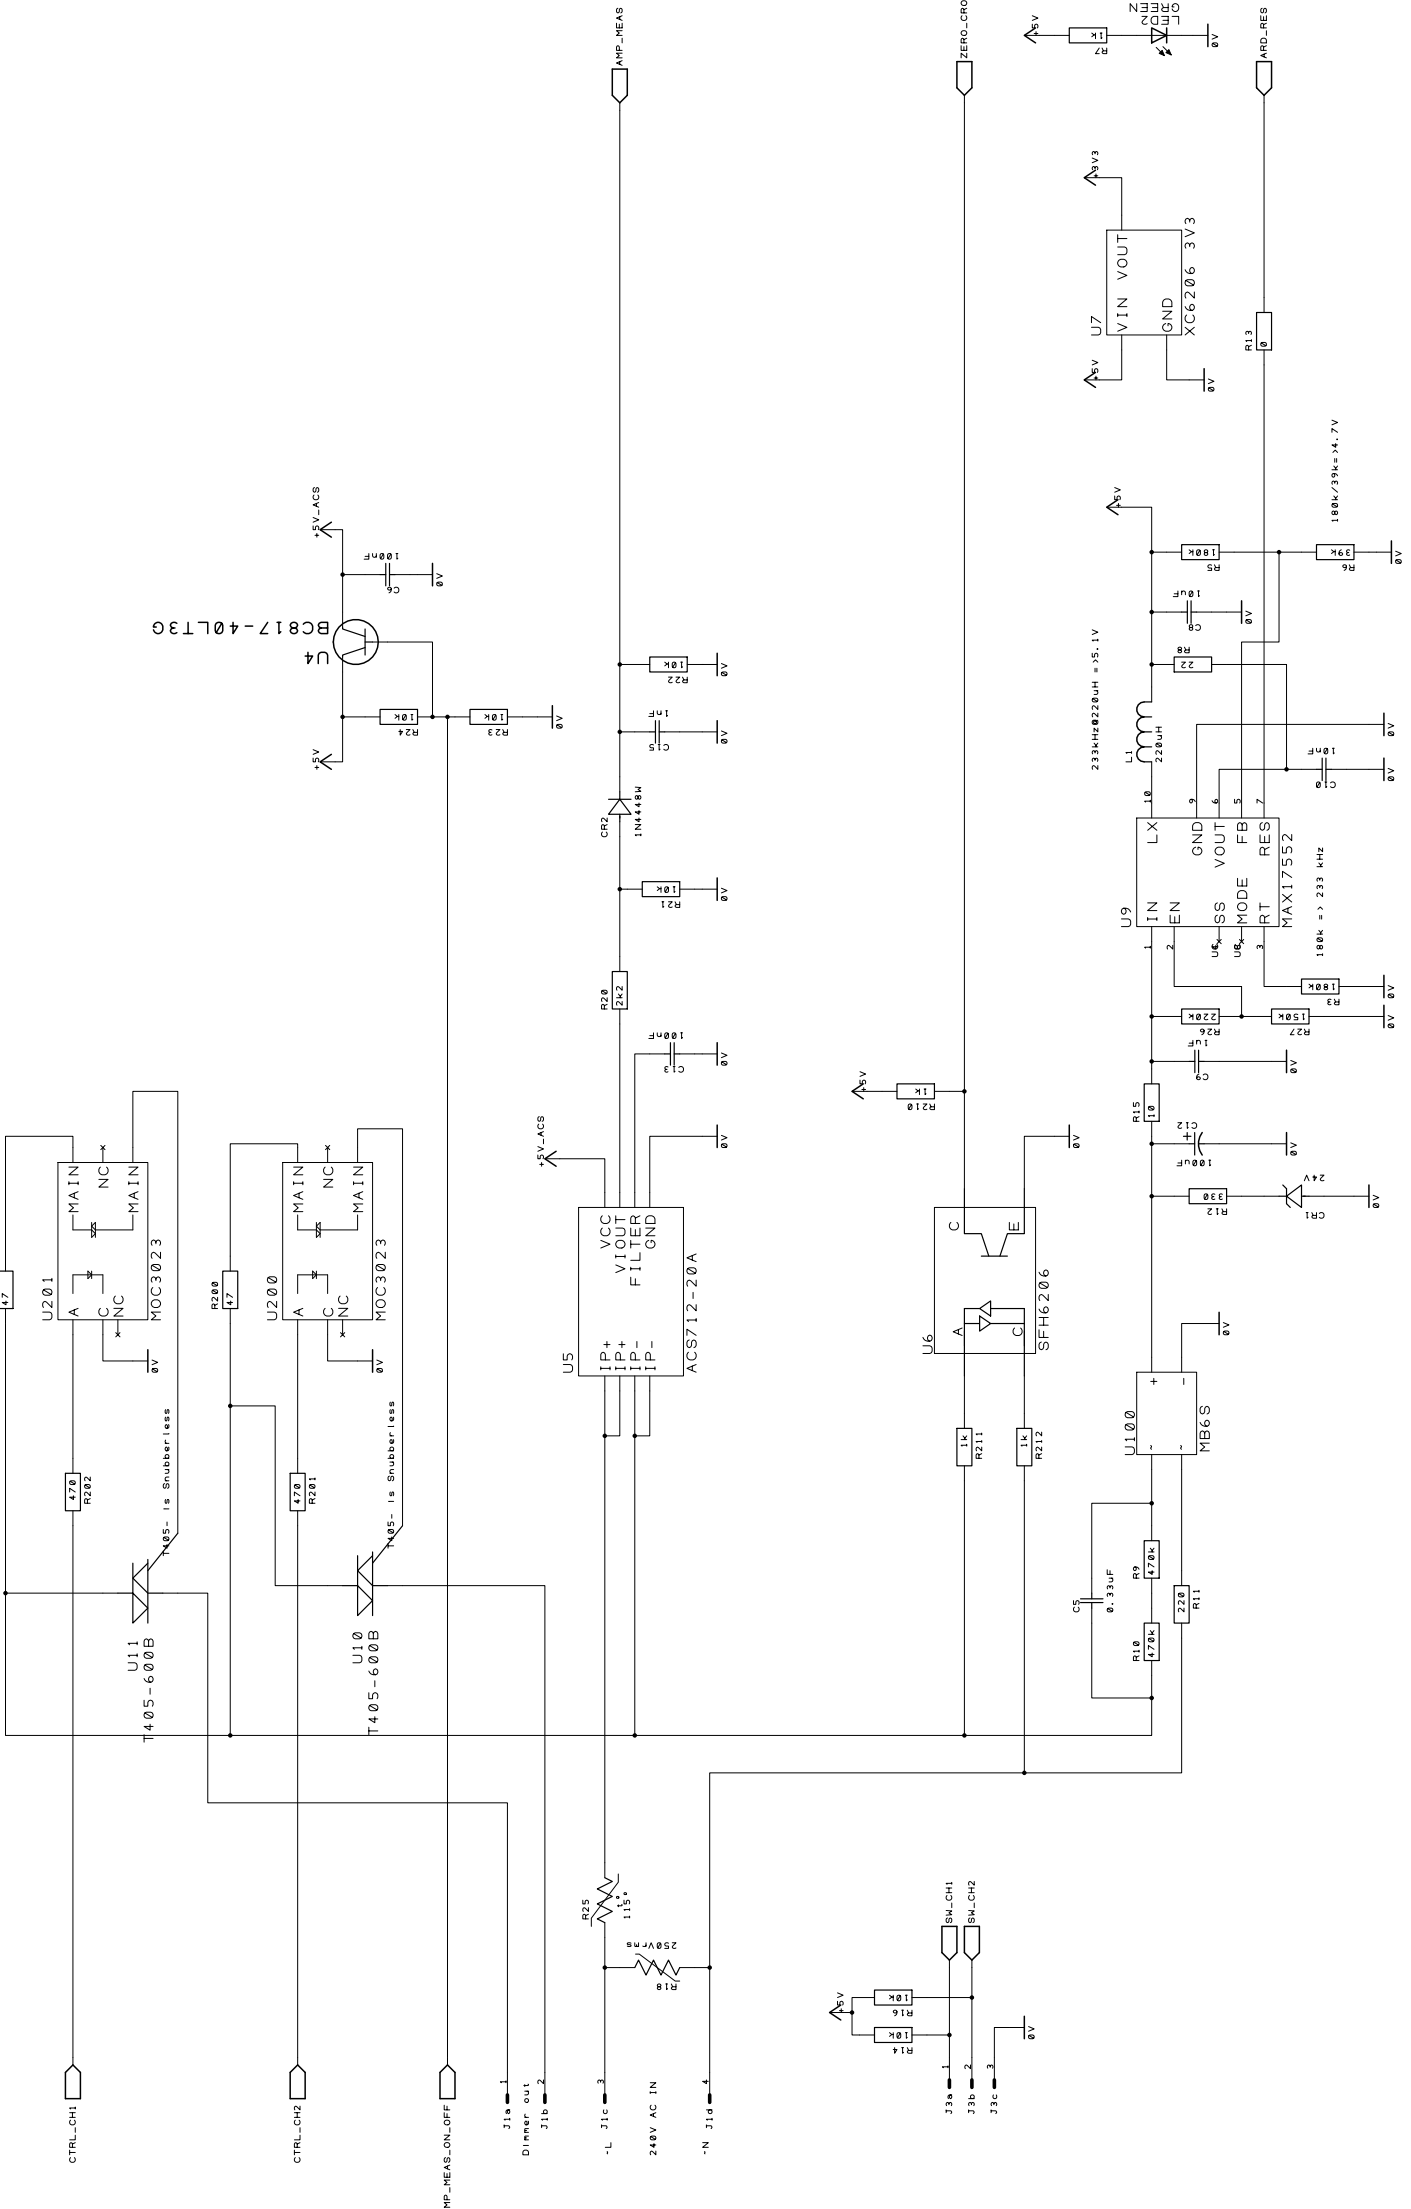 AMP_MEAS
ZERO_CRO
+5V
R7
1k
LED2
GREEN
0V
ARD_RES
+3V3
U7
VIN VOUT
GND
XC6206 3V3
+5V
0V
R13
0
+5V_ACS
100nF
C6
0V
BC817-40LT3G
U4
+5V
10k
R24
10k
R23
0V
10k
R22
0V
1nF
C15
0V
CR2
1N4448W
10k
R21
0V
R20
2k2
100nF
C13
0V
+5V_ACS
0V
U5
IP+
IP+
IP-
IP-
VCC
VIOUT
FILTER
GND
ACS712-20A
+5V
180k
R5
39k
R6
0V
180k/39k=>4.7V
10uF
C8
0V
22
R8
233kHz@220uH =>5.1V
L1
220uH
0V
10nF
C10
0V
10
9
6
5
7
U9
IN
EN
SS
MODE
RT
LX
GND
VOUT
FB
RES
MAX17552
1
2
3
180k => 233 kHz
180k
R3
0V
220k
R26
150k
R27
0V
1uF
C9
0V
R15
10
C12
+
100uF
0V
330
R12
24V
CR1
0V
+5V
1k
R210
0V
U6
C
E
A
C
SFH6206
1k
R211
1k
R212
U100
+
-
~
~
MB6S
0V
C5
0.33uF
R9
470k
R10
470k
220
R11
47
U201
A
C
NC
MAIN
NC
MAIN
MOC3023
0V
470
R202
T405- is Snubberless
U11
T405-600B
R200
47
U200
A
C
NC
MAIN
NC
MAIN
MOC3023
0V
470
R201
T405- is Snubberless
U10
T405-600B
R25
t°
115°
250Vrms
R18
+5V
10k
R16
10k
R14
SW_CH1
SW_CH2
0V
J3a 1
J3b 2
J3c 3
CTRL_CH1
CTRL_CH2
MP_MEAS_ON_OFF
J1a 1
Dimmer out
J1b 2
-L J1c 3
240V AC IN
-N J1d 4